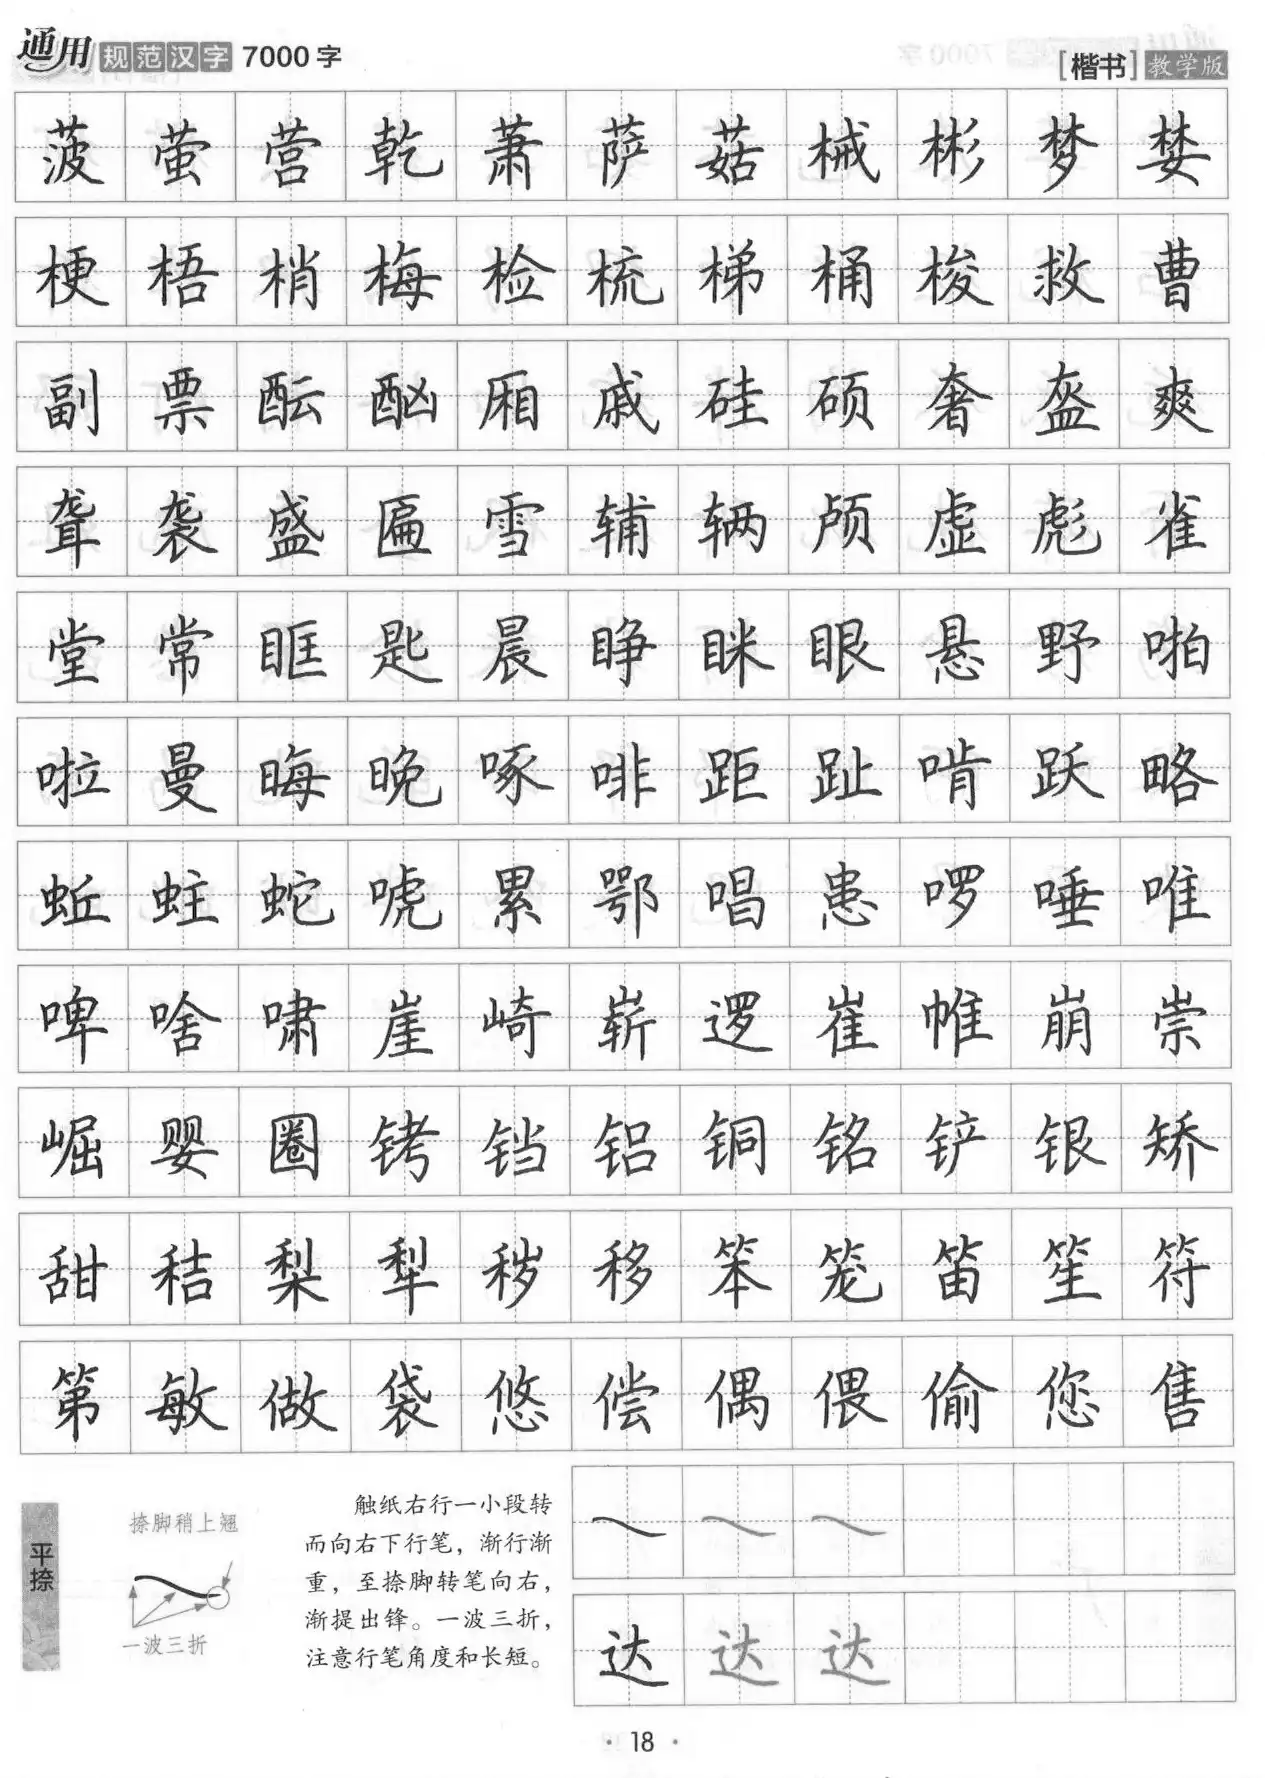 通用规范汉字7000字
[楷书]教学版
菠萤营乾萧萨菇械彬梦婪
梗梧梢梅检梳梯桶梭救曹
副票酝酗厢戚硅硕奢盔爽
聋袭盛匾雪辅辆颅虚彪雀
堂常眶匙晨睁眯眼悬野啪
啦曼晦晚啄啡距趾啃跃略
蚯蛀蛇唬累鄂唱患啰唾唯
啤啥啸崖崎崭逻崔帷崩崇
崛婴圈铐铛铝铜铭铲银矫
甜秸梨犁秽移笨笼笛笙符
第敏做袋悠偿偶偎偷您售
平捺
捺脚稍上翘
一波三折
触纸右行一小段转
而向右下行笔，渐行渐
重，至捺脚转笔向右，
渐提出锋。一波三折，
注意行笔角度和长短。
达达达
·18·